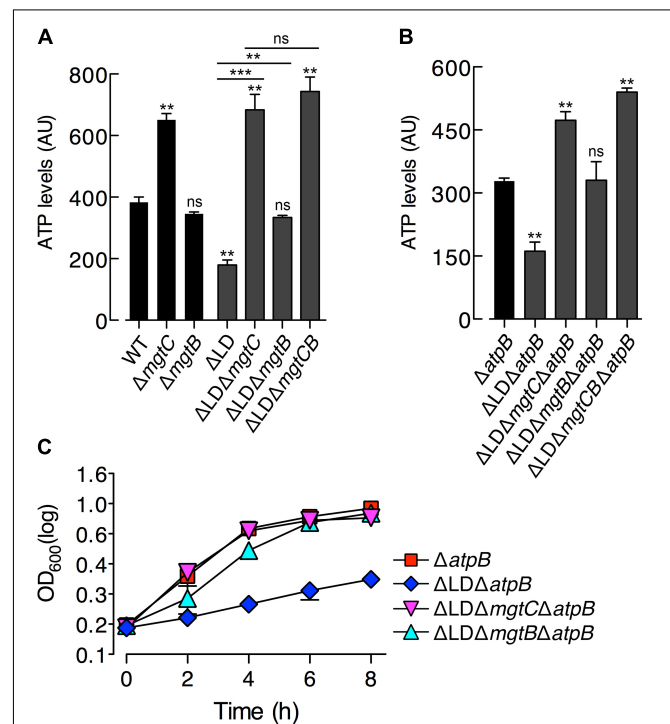 A
B
ns
**
***
**
**
**
ns
ns
**
800
600
400
200
0
ATP levels (AU)
WT
ΔmgtC
ΔmgtB
ΔLD
ΔLDΔmgtC
ΔLDΔmgtB
ΔLDΔmgtCB
600
450
300
150
0
ATP levels (AU)
**
**
ns
**
ΔatpB
ΔLDΔatpB
ΔLDΔmgtCΔatpB
ΔLDΔmgtBΔatpB
ΔLDΔmgtCBΔatpB
C
1.6
1.0
0.6
0.4
0.3
0.2
0.1
OD600(log)
0 2 4 6 8
Time (h)
ΔatpB
ΔLDΔatpB
ΔLDΔmgtCΔatpB
ΔLDΔmgtBΔatpB